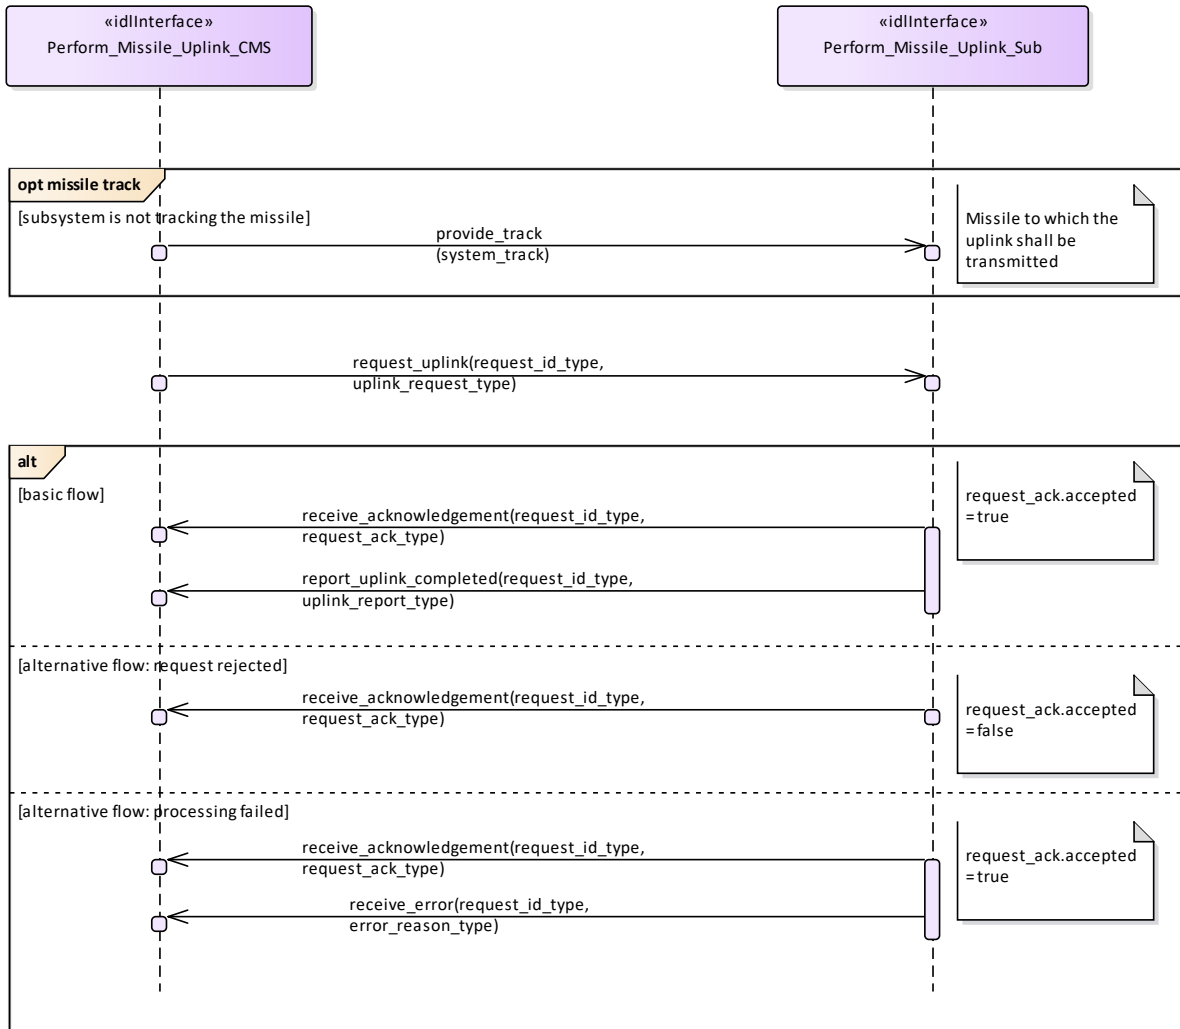 «idlInterface»
Perform_Missile_Uplink_CMS
«idlInterface»
Perform_Missile_Uplink_Sub
opt missile track
[subsystem is not tracking the missile]
provide_track
(system_track)
Missile to which the
uplink shall be
transmitted
request_uplink(request_id_type,
uplink_request_type)
alt
[basic flow]
receive_acknowledgement(request_id_type,
request_ack_type)
request_ack.accepted
=true
report_uplink_completed(request_id_type,
uplink_report_type)
[alternative flow: request rejected]
receive_acknowledgement(request_id_type,
request_ack_type)
request_ack.accepted
=false
[alternative flow: processing failed]
receive_acknowledgement(request_id_type,
request_ack_type)
request_ack.accepted
=true
receive_error(request_id_type,
error_reason_type)